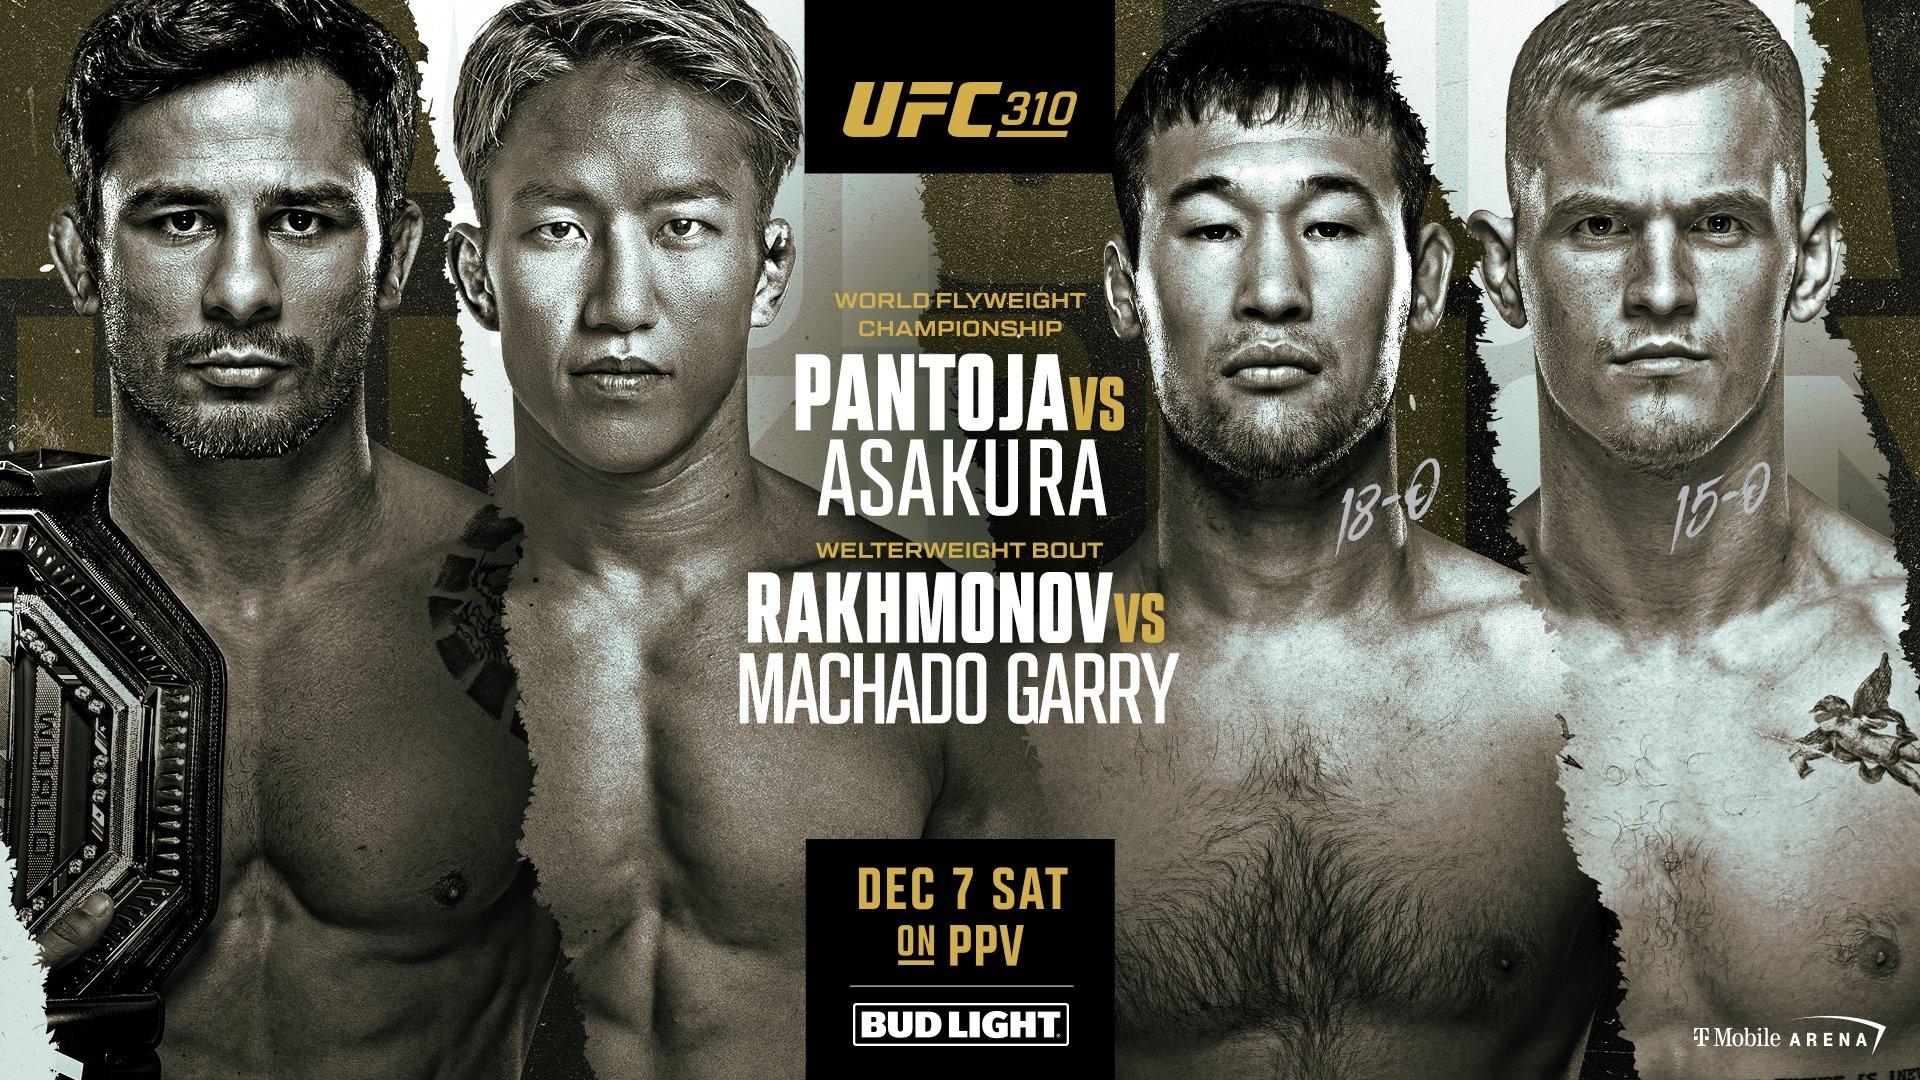 UFC 310
WORLD FLYWEIGHT
CHAMPIONSHIP
PANTOJA VS
ASAKURA
WELTERWEIGHT BOUT
RAKHMONOV VS
MACHADO GARRY
18-0
15-0
DEC 7 SAT
ON PPV
BUD LIGHT
T Mobile ARENA